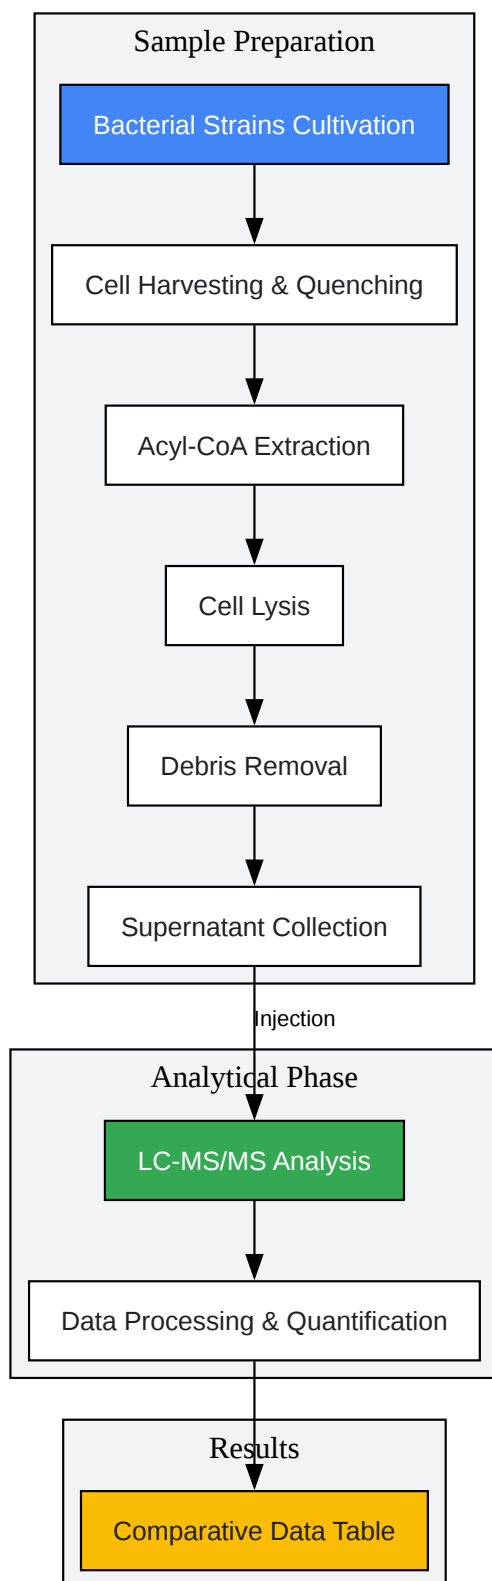 Sample Preparation
Bacterial Strains Cultivation
Cell Harvesting & Quenching
Acyl-CoA Extraction
Cell Lysis
Debris Removal
Supernatant Collection
Injection
Analytical Phase
LC-MS/MS Analysis
Data Processing & Quantification
Results
Comparative Data Table